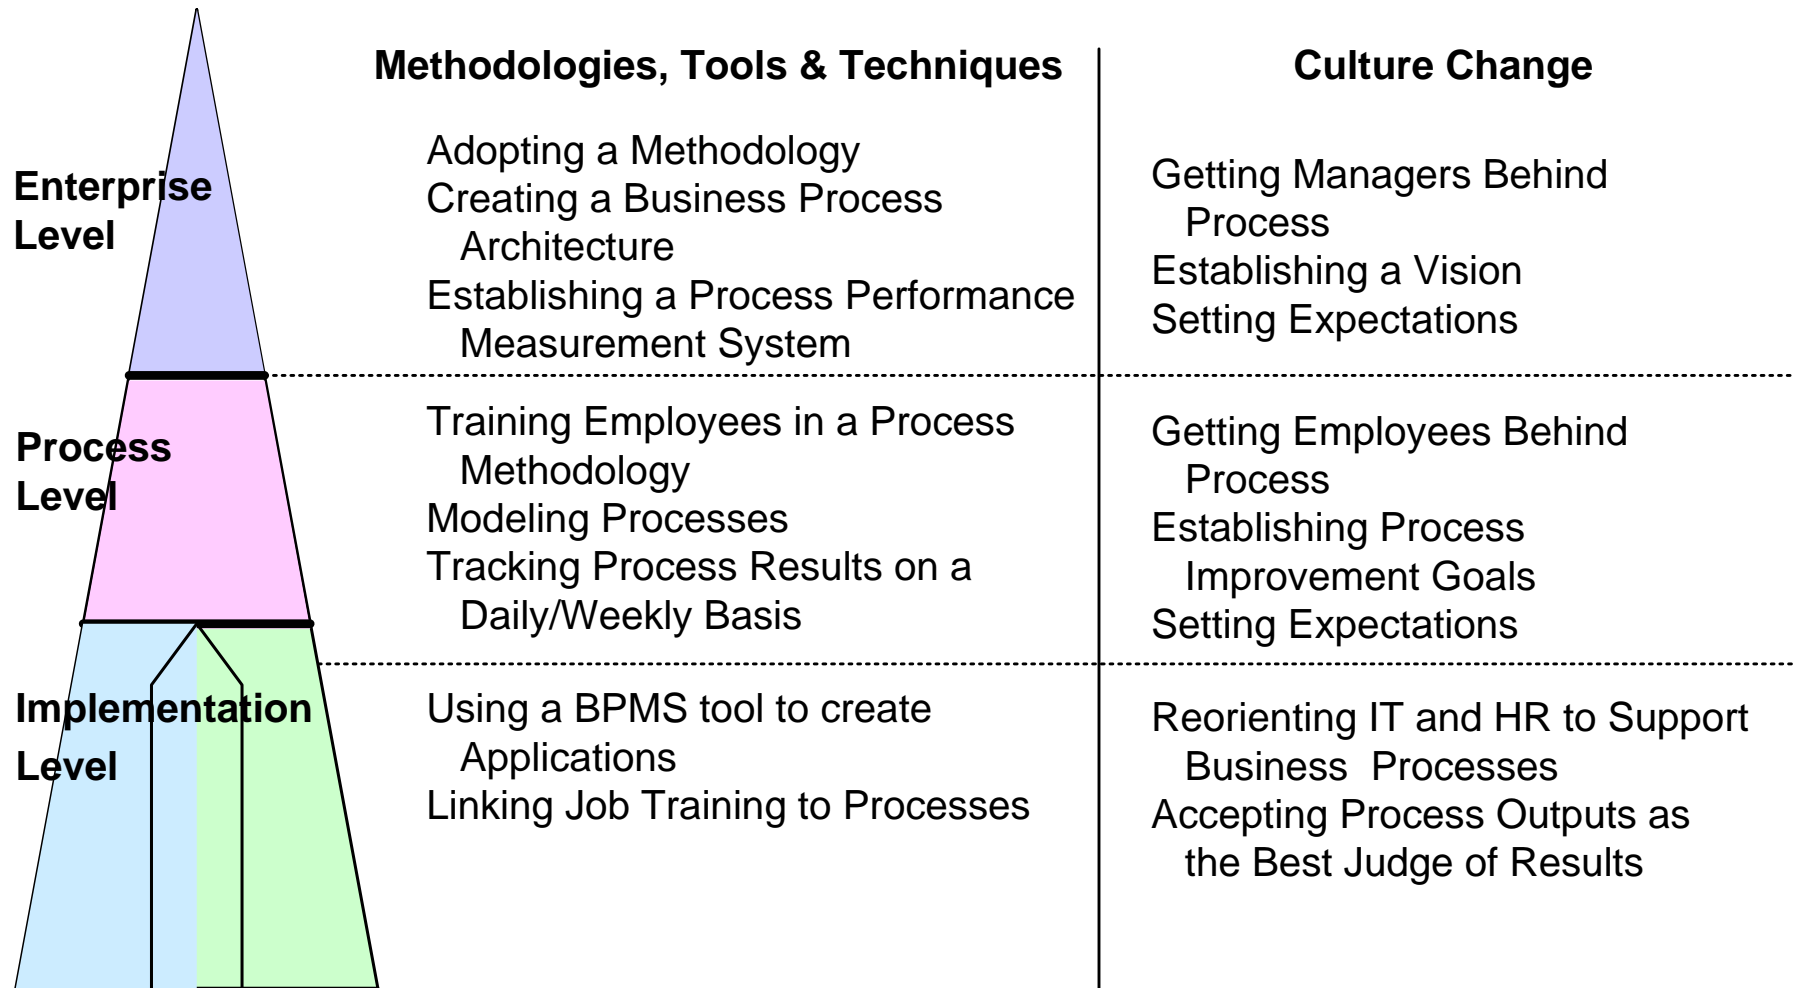 Methodologies, Tools & Techniques
Culture Change
Enterprise
Level
Adopting a Methodology
Creating a Business Process
Architecture
Establishing a Process Performance
Measurement System
Getting Managers Behind
Process
Establishing a Vision
Setting Expectations
Process
Level
Training Employees in a Process
Methodology
Modeling Processes
Tracking Process Results on a
Daily/Weekly Basis
Getting Employees Behind
Process
Establishing Process
Improvement Goals
Setting Expectations
Implementation
Level
Using a BPMS tool to create
Applications
Linking Job Training to Processes
Reorienting IT and HR to Support
Business  Processes
Accepting Process Outputs as
the Best Judge of Results